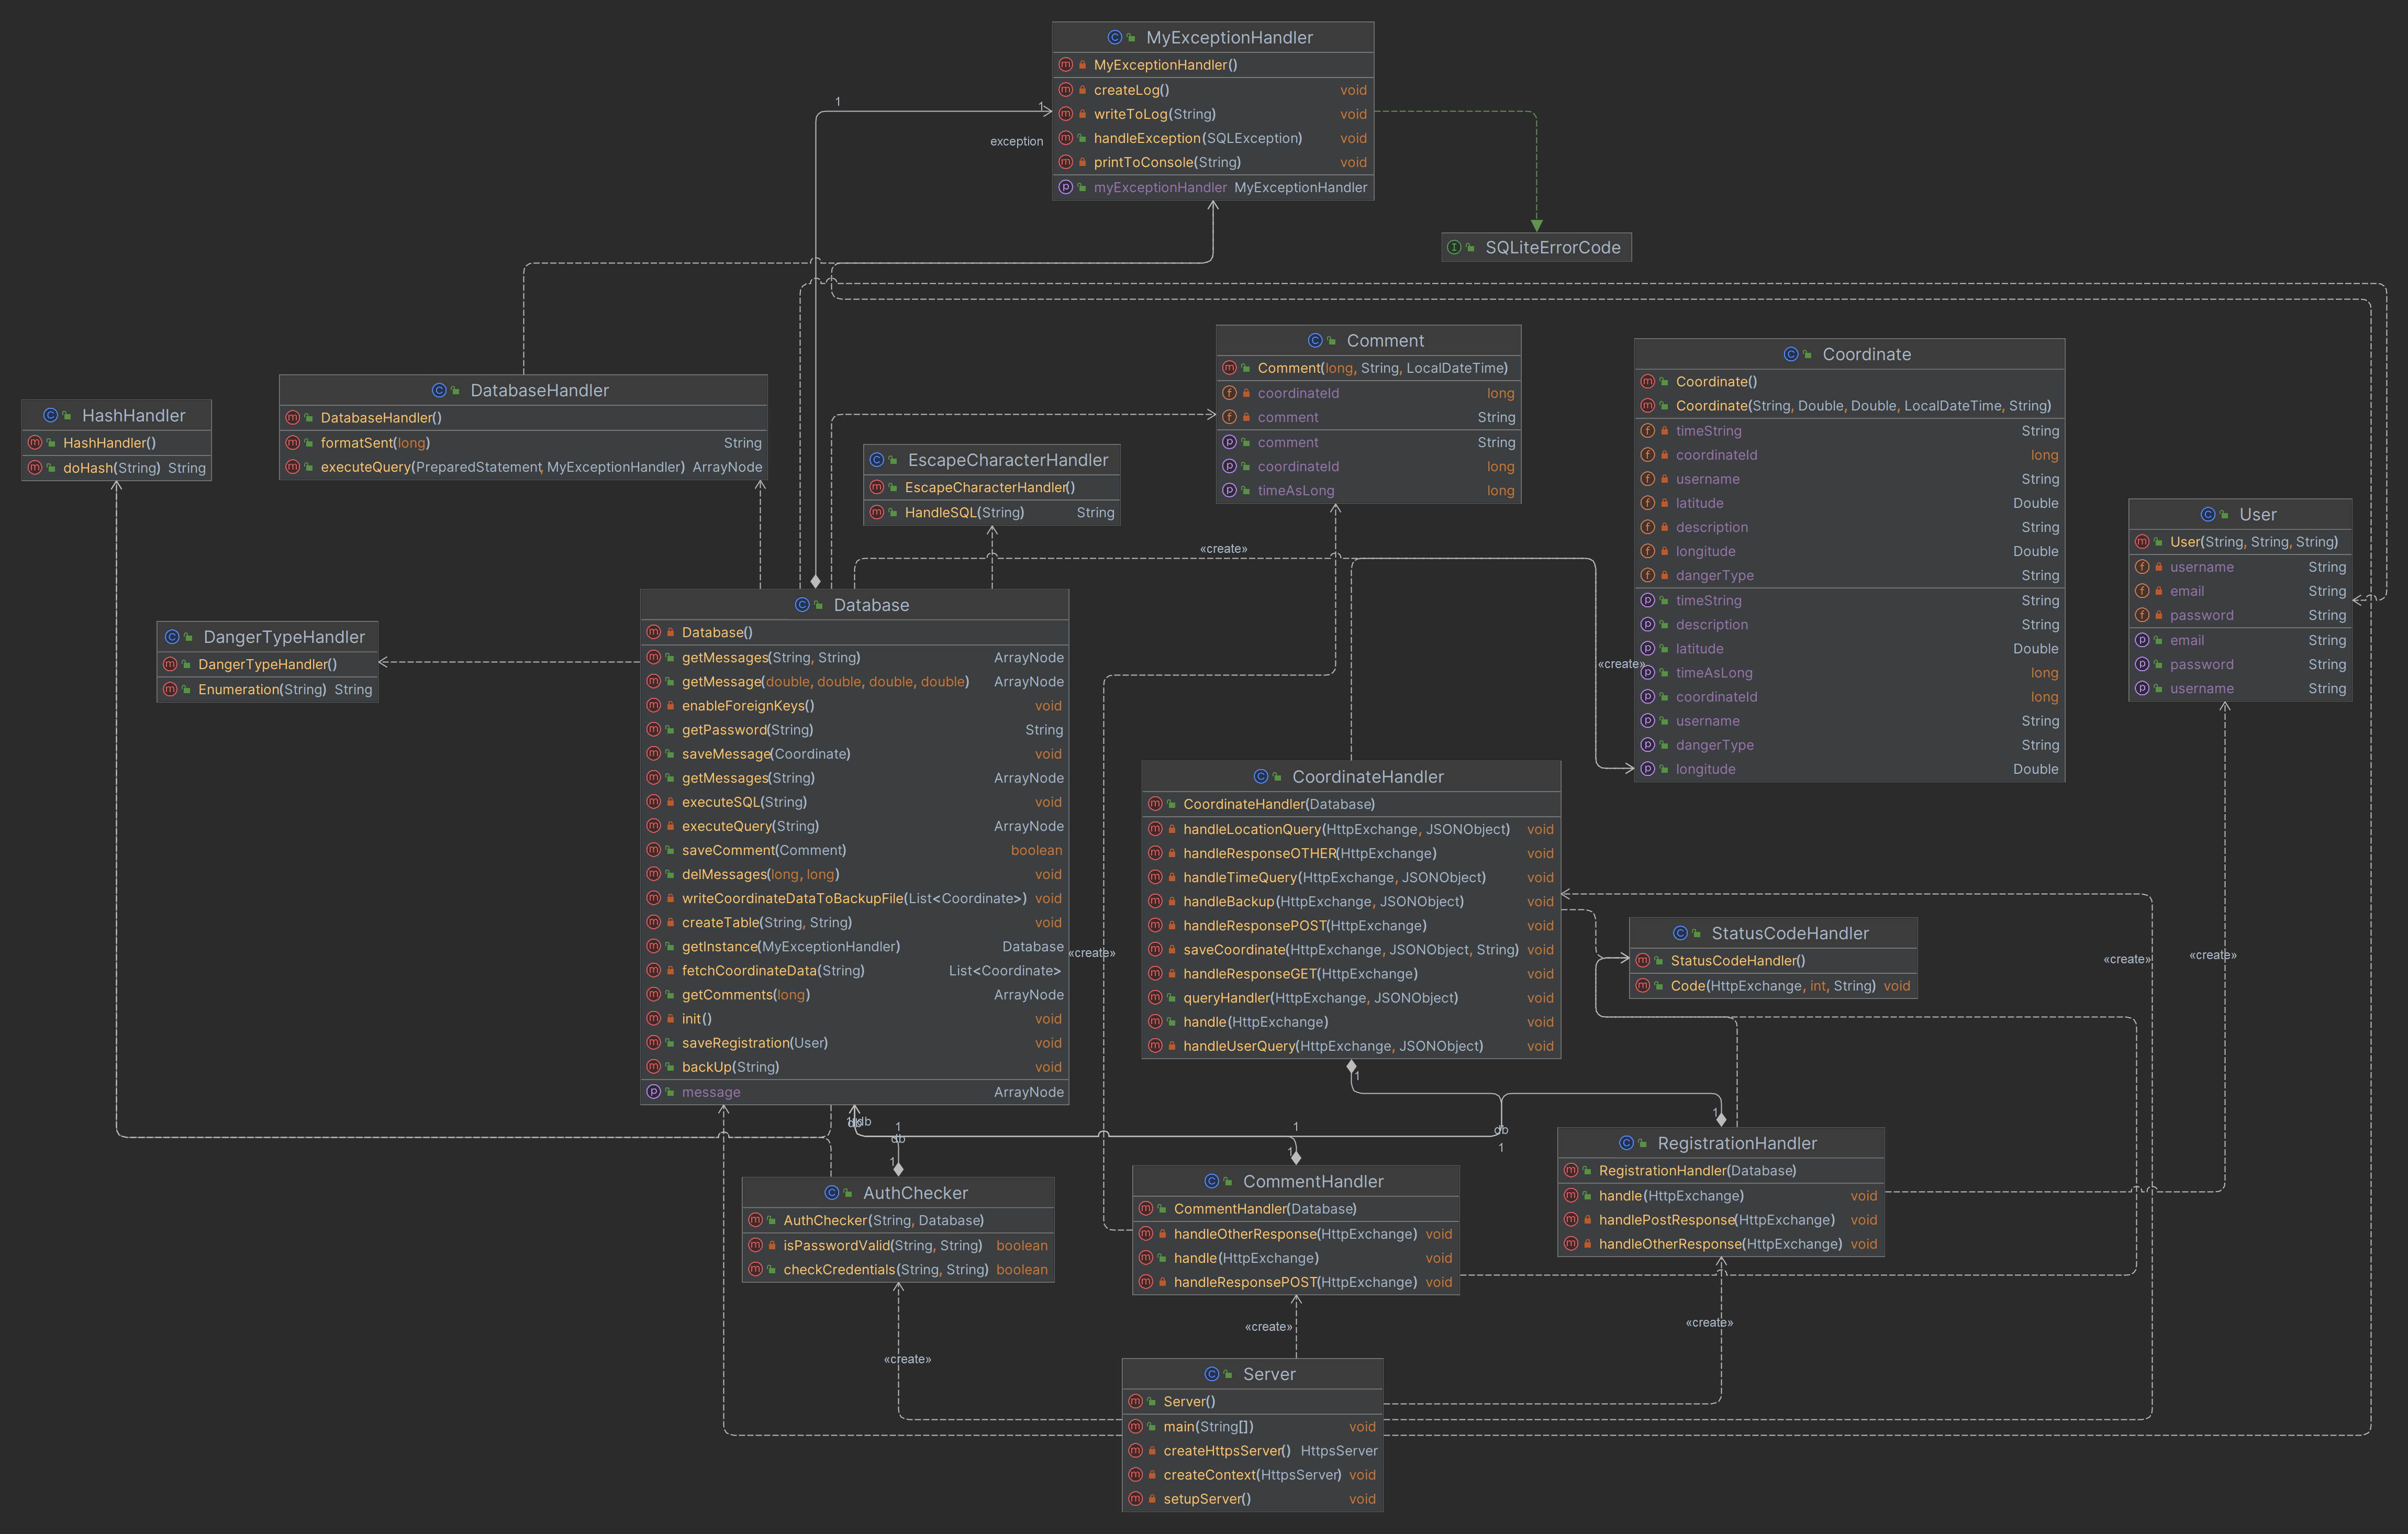 MyExceptionHandler
MyExceptionHandler()
createLog() void
writeToLog(String) void
handleException(SQLException) void
printToConsole(String) void
myExceptionHandler MyExceptionHandler
1
1
exception
SQLiteErrorCode
HashHandler
HashHandler()
doHash(String) String
DatabaseHandler
DatabaseHandler()
formatSent(long) String
executeQuery(PreparedStatement, MyExceptionHandler) ArrayNode
EscapeCharacterHandler
EscapeCharacterHandler()
HandleSQL(String) String
Comment
Comment(long, String, LocalDateTime)
coordinateId long
comment String
comment String
coordinateId long
timeAsLong long
Coordinate
Coordinate()
Coordinate(String, Double, Double, LocalDateTime, String)
timeString String
coordinateId long
username String
latitude Double
description String
longitude Double
dangerType String
timeString String
description String
latitude Double
timeAsLong long
coordinateId long
username String
dangerType String
longitude Double
User
User(String, String, String)
username String
email String
password String
email String
password String
username String
«create»
«create»
DangerTypeHandler
DangerTypeHandler()
Enumeration(String) String
Database
Database()
getMessages(String, String) ArrayNode
getMessage(double, double, double, double) ArrayNode
enableForeignKeys() void
getPassword(String) String
saveMessage(Coordinate) void
getMessages(String) ArrayNode
executeSQL(String) void
executeQuery(String) ArrayNode
saveComment(Comment) boolean
delMessages(long, long) void
writeCoordinateDataToBackupFile(List<Coordinate>) void
createTable(String, String) void
getInstance(MyExceptionHandler) Database
fetchCoordinateData(String) List<Coordinate>
getComments(long) ArrayNode
init() void
saveRegistration(User) void
backUp(String) void
message ArrayNode
«create»
CoordinateHandler
CoordinateHandler(Database)
handleLocationQuery(HttpExchange, JSONObject) void
handleResponseOTHER(HttpExchange) void
handleTimeQuery(HttpExchange, JSONObject) void
handleBackup(HttpExchange, JSONObject) void
handleResponsePOST(HttpExchange) void
saveCoordinate(HttpExchange, JSONObject, String) void
handleResponseGET(HttpExchange) void
queryHandler(HttpExchange, JSONObject) void
handle(HttpExchange) void
handleUserQuery(HttpExchange, JSONObject) void
StatusCodeHandler
StatusCodeHandler()
Code(HttpExchange, int, String) void
«create»
«create»
1
1
db
1
db
1
1
1
db
1
AuthChecker
AuthChecker(String, Database)
isPasswordValid(String, String) boolean
checkCredentials(String, String) boolean
CommentHandler
CommentHandler(Database)
handleOtherResponse(HttpExchange) void
handle(HttpExchange) void
handleResponsePOST(HttpExchange) void
RegistrationHandler
RegistrationHandler(Database)
handle(HttpExchange) void
handlePostResponse(HttpExchange) void
handleOtherResponse(HttpExchange) void
«create»
«create»
«create»
Server
Server()
main(String[]) void
createHttpsServer() HttpsServer
createContext(HttpsServer) void
setupServer() void